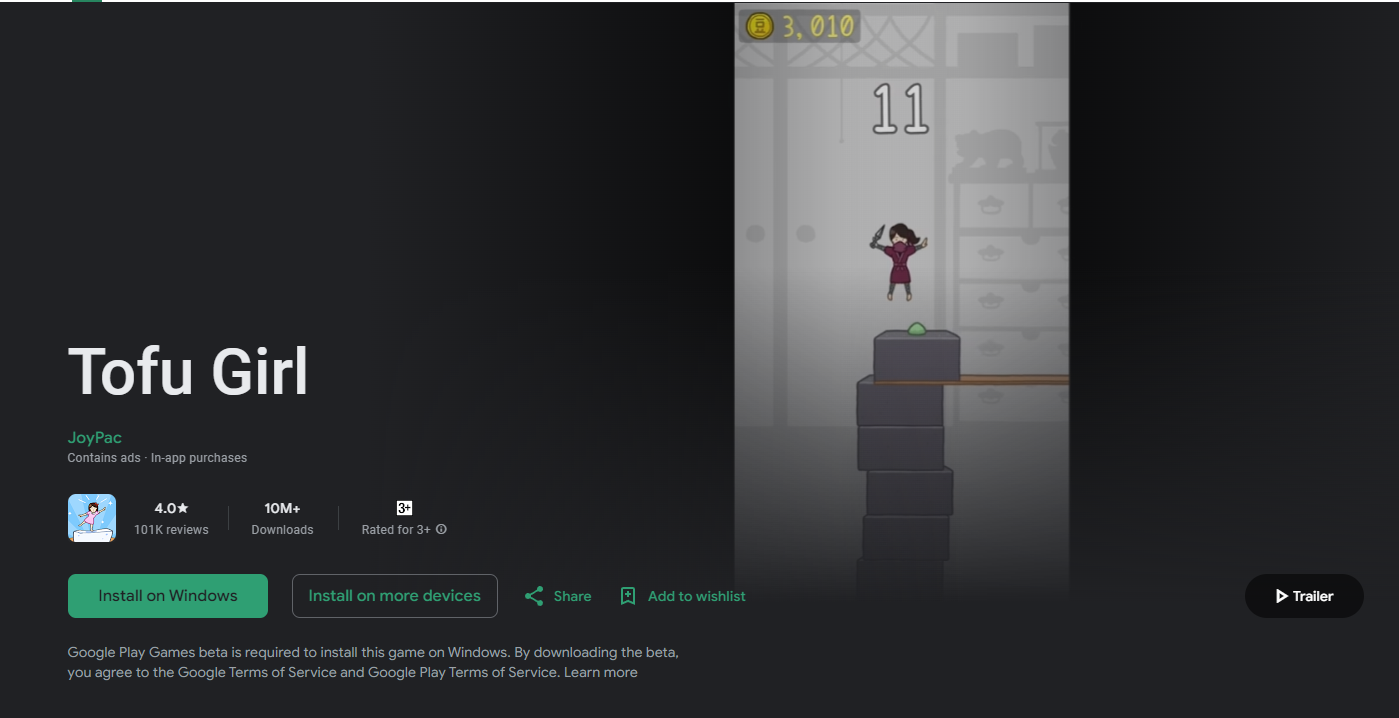 豆 3,010
11
Tofu Girl
JoyPac
Contains ads · In-app purchases
4.0★ 10M+ 3+
101K reviews Downloads Rated for 3+
Install on Windows Install on more devices Share Add to wishlist Trailer
Google Play Games beta is required to install this game on Windows. By downloading the beta,
you agree to the Google Terms of Service and Google Play Terms of Service. Learn more